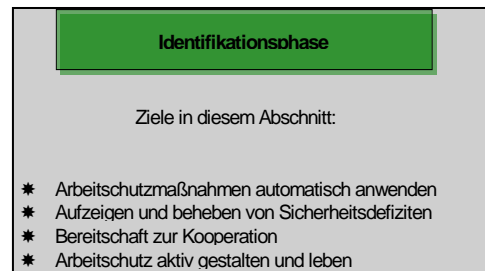 Identifikationsphase
Ziele in diesem Abschnitt:
✷ Arbeitschutzmaßnahmen automatisch anwenden
✷ Aufzeigen und beheben von Sicherheitsdefiziten
✷ Bereitschaft zur Kooperation
✷ Arbeitschutz aktiv gestalten und leben